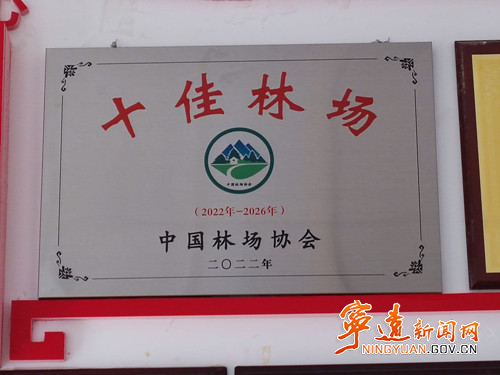 十佳林场
中国林场协会
（2022年-2026年）
中国林场协会
二〇二二年
宁远新闻网
NINGYUAN.GOV.CN